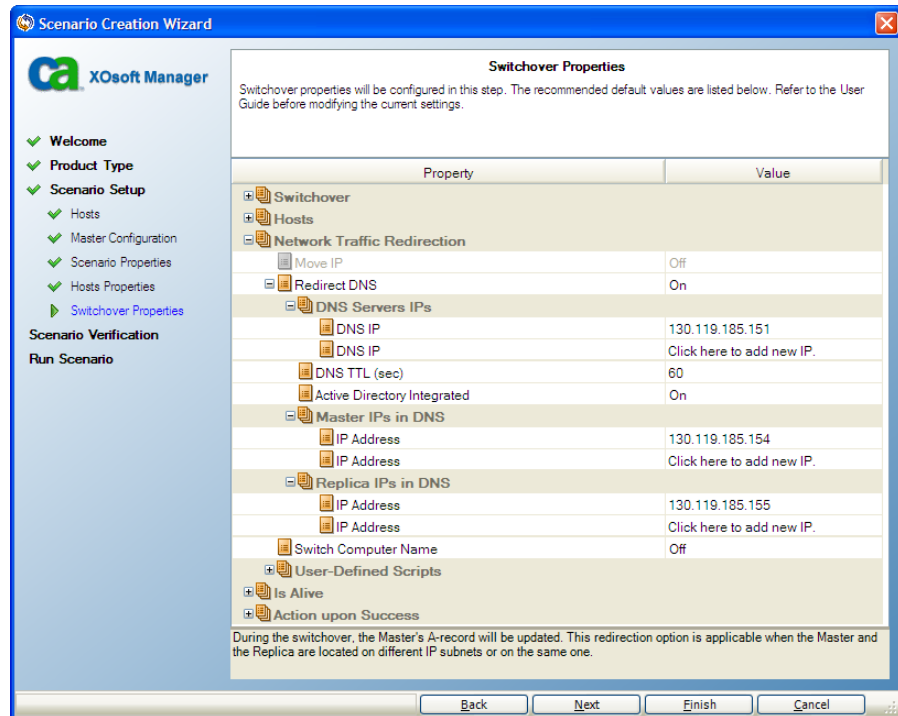 Scenario Creation Wizard
ca XOsoft Manager
Welcome
Product Type
Scenario Setup
Hosts
Master Configuration
Scenario Properties
Hosts Properties
Switchover Properties
Scenario Verification
Run Scenario
Switchover Properties
Switchover properties will be configured in this step. The recommended default values are listed below. Refer to the User
Guide before modifying the current settings.
Property Value
Switchover
Hosts
Network Traffic Redirection
Move IP Off
Redirect DNS On
DNS Servers IPs
DNS IP 130.119.185.151
DNS IP Click here to add new IP.
DNS TTL (sec) 60
Active Directory Integrated On
Master IPs in DNS
IP Address 130.119.185.154
IP Address Click here to add new IP.
Replica IPs in DNS
IP Address 130.119.185.155
IP Address Click here to add new IP.
Switch Computer Name Off
User-Defined Scripts
Is Alive
Action upon Success
During the switchover, the Master's A-record will be updated. This redirection option is applicable when the Master and
the Replica are located on different IP subnets or on the same one.
Back Next Finish Cancel